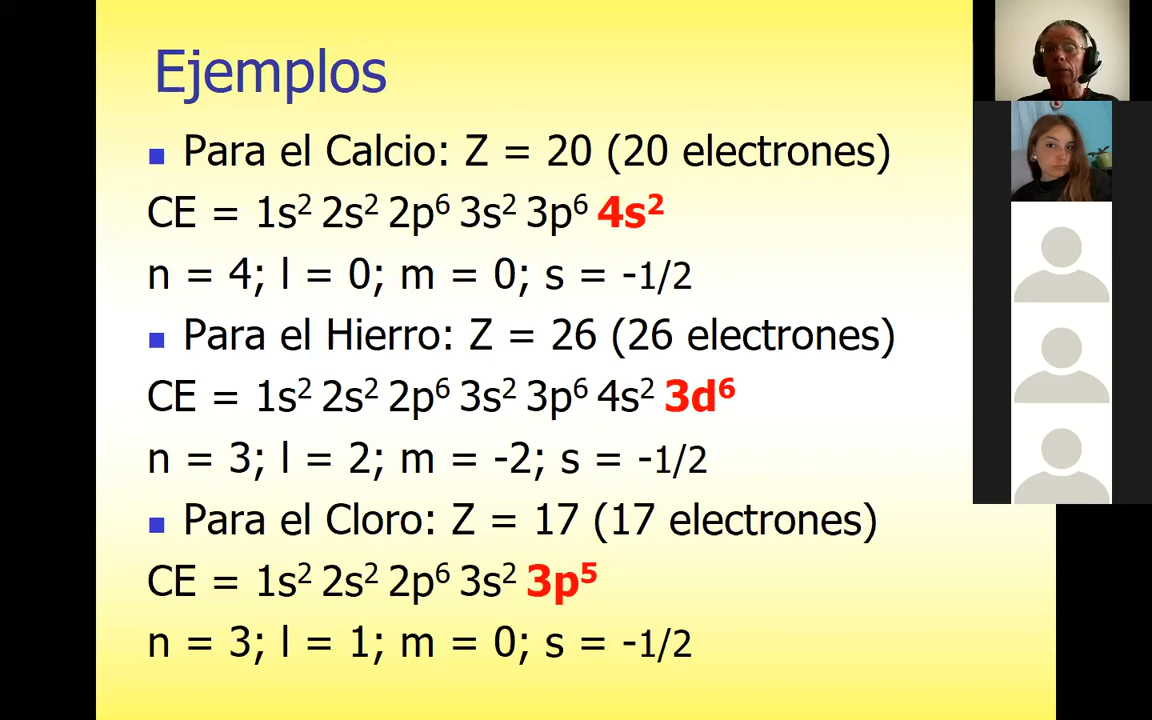 Ejemplos
Para el Calcio: Z = 20 (20 electrones)
CE = 1s² 2s² 2p⁶ 3s² 3p⁶ 4s²
n = 4; l = 0; m = 0; s = -1/2
Para el Hierro: Z = 26 (26 electrones)
CE = 1s² 2s² 2p⁶ 3s² 3p⁶ 4s² 3d⁶
n = 3; l = 2; m = -2; s = -1/2
Para el Cloro: Z = 17 (17 electrones)
CE = 1s² 2s² 2p⁶ 3s² 3p⁵
n = 3; l = 1; m = 0; s = -1/2